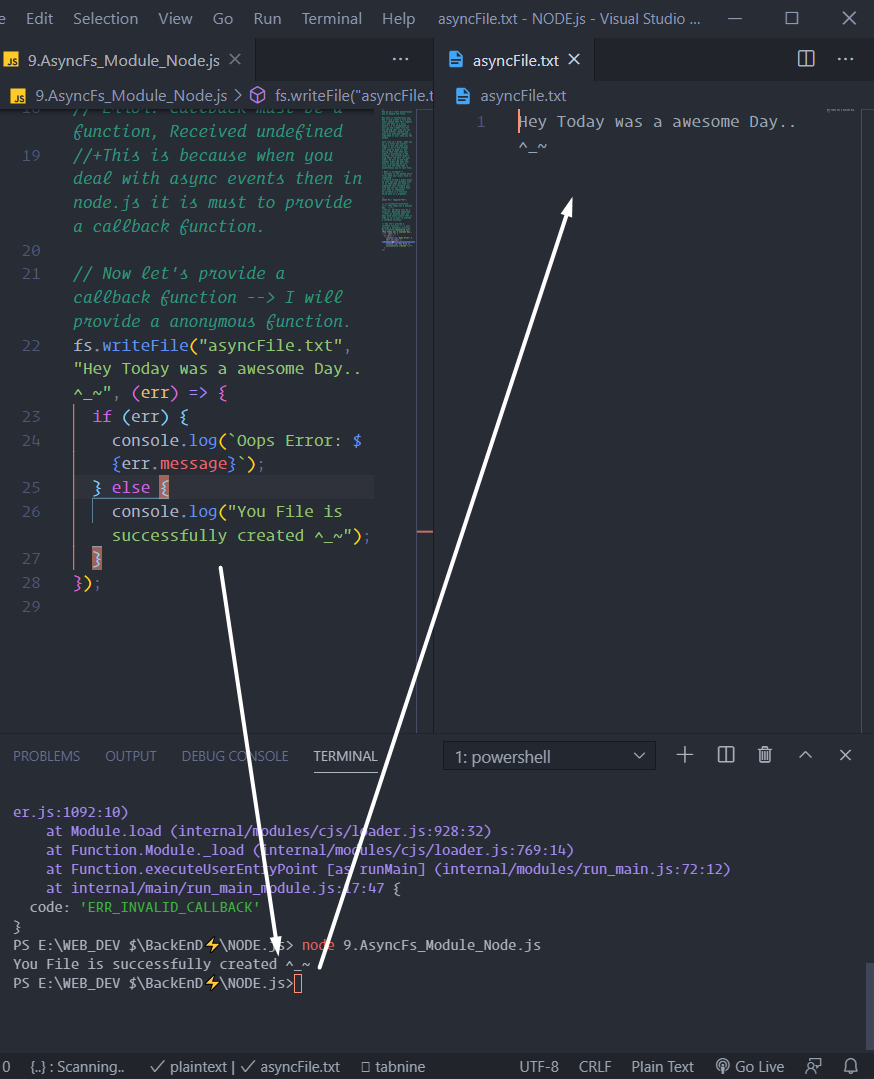 e Edit Selection View Go Run Terminal Help asyncFile.txt - NODE.js - Visual Studio ...
JS 9.AsyncFs_Module_Node.js
asyncFile.txt
JS 9.AsyncFs_Module_Node.js > fs.writeFile("asyncFile.t
asyncFile.txt
function, Received undefined
19 //+This is because when you
deal with async events then in
node.js it is must to provide
a callback function.
20
21 // Now let's provide a
callback function --> I will
provide a anonymous function.
22 fs.writeFile("asyncFile.txt",
"Hey Today was a awesome Day..
^_~", (err) => {
23 if (err) {
24 console.log(`Oops Error: $
{err.message}`);
25 } else {
26 console.log("You File is
successfully created ^_~");
27 }
28 });
29
1 Hey Today was a awesome Day..
^_~
PROBLEMS OUTPUT DEBUG CONSOLE TERMINAL 1: powershell
er.js:1092:10)
at Module.load (internal/modules/cjs/loader.js:928:32)
at Function.Module._load (internal/modules/cjs/loader.js:769:14)
at Function.executeUserEntryPoint [as runMain] (internal/modules/run_main.js:72:12)
at internal/main/run_main_module.js:17:47 {
code: 'ERR_INVALID_CALLBACK'
}
PS E:\WEB_DEV $\BackEnD⚡\NODE.js> node 9.AsyncFs_Module_Node.js
You File is successfully created ^_~
PS E:\WEB_DEV $\BackEnD⚡\NODE.js>
0 {..} : Scanning.. ✓ plaintext | ✓ asyncFile.txt □ tabnine UTF-8 CRLF Plain Text Go Live